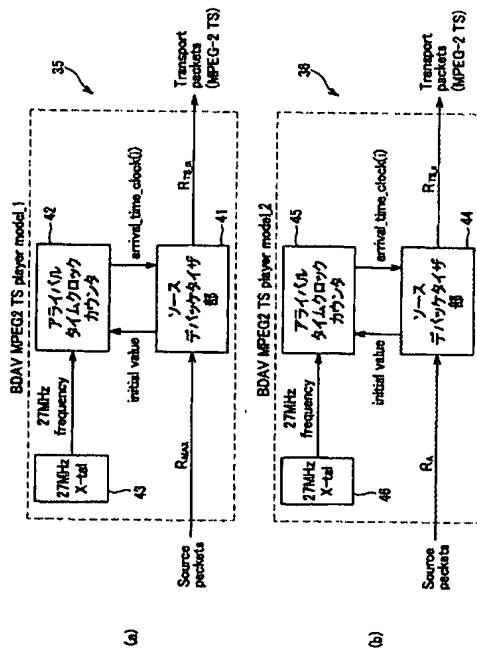 (a)
BDAV MPEG2 TS player model_1
35
27MHz
X-tal
43
27MHz
frequency
42
アライバル
タイムクロック
カウンタ
initial value
arrival_time_clock(i)
Source
packets
RMAX
ソース
デパケッタイザ
部
41
RTS_R
Transport
packets
(MPEG-2 TS)
(b)
BDAV MPEG2 TS player model_2
38
27MHz
X-tal
46
27MHz
frequency
45
アライバル
タイムクロック
カウンタ
initial value
arrival_time_clock(i)
Source
packets
RA
ソース
デパケッタイザ
部
44
Transport
packets
(MPEG-2 TS)